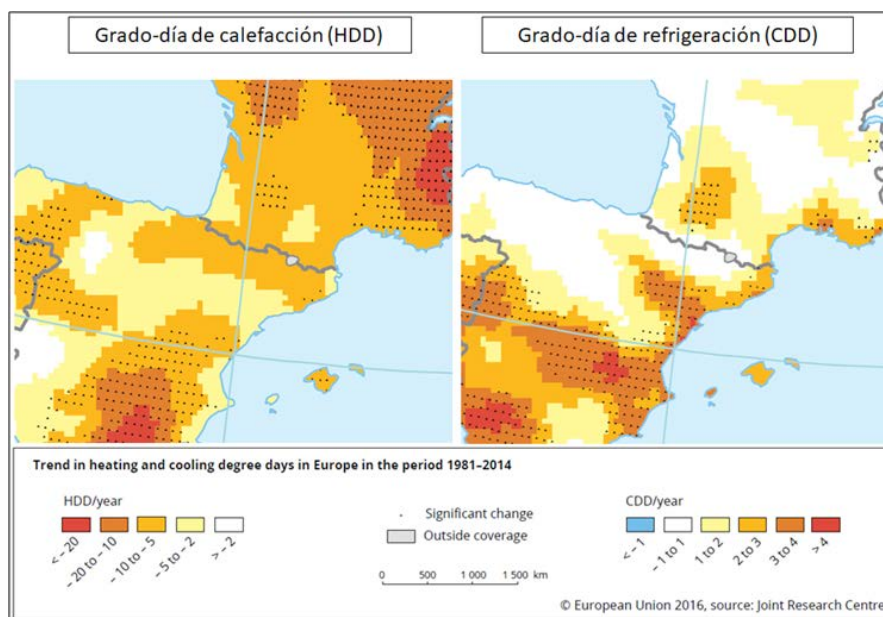 Grado-día de calefacción (HDD)
Grado-día de refrigeración (CDD)
Trend in heating and cooling degree days in Europe in the period 1981–2014
HDD/year
< – 20
– 20 to – 10
– 10 to – 5
– 5 to – 2
> – 2
Significant change
Outside coverage
0 500 1 000 1 500 km
CDD/year
< – 1
– 1 to 1
1 to 2
2 to 3
3 to 4
> 4
© European Union 2016, source: Joint Research Centre